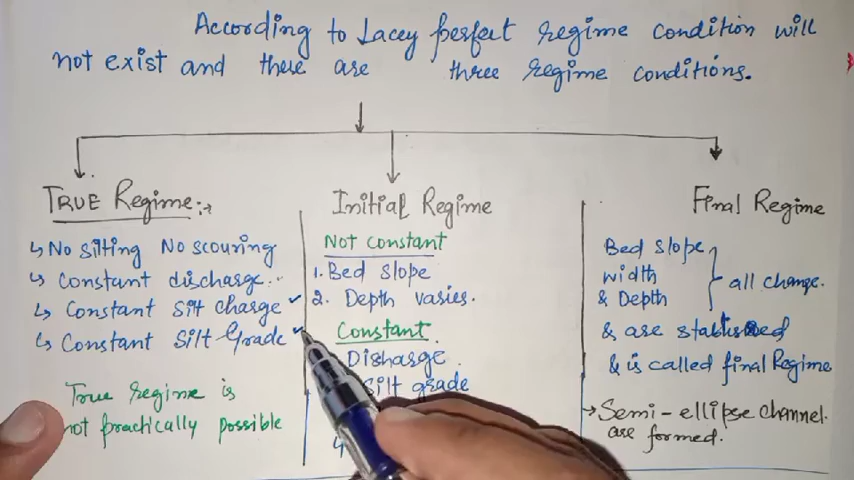 According to Lacey perfect regime condition will
not exist and these are three regime conditions.
TRUE Regime:→
↳ No silting No scouring
↳ Constant discharge..
↳ Constant Silt charge ✓
↳ Constant Silt Grade ✓
True regime is
not practically possible
Initial Regime
Not constant
1. Bed slope
2. Depth varies.
Constant
Disharge
Silt grade
Final Regime
Bed slope
width
& Depth
all change.
& are
& is called final Regime
→ Semi-ellipse channel.
are formed.